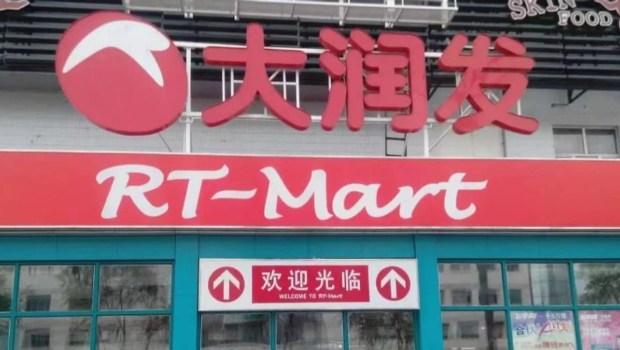 SKIN FOOD
大润发
RT-Mart
欢迎光临
WELCOME TO RT-Mart